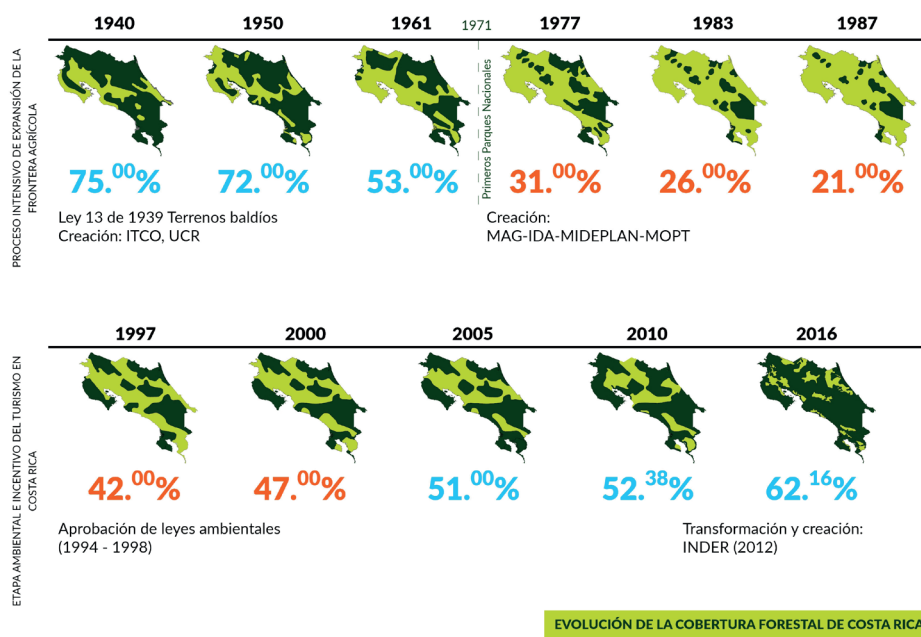 PROCESO INTENSIVO DE EXPANSIÓN DE LA
FRONTERA AGRÍCOLA
1940
1950
1961
1971
1977
1983
1987
Primeros Parques Nacionales
75.00%
72.00%
53.00%
31.00%
26.00%
21.00%
Ley 13 de 1939 Terrenos baldíos
Creación: ITCO, UCR
Creación:
MAG-IDA-MIDEPLAN-MOPT
ETAPA AMBIENTAL E INCENTIVO DEL TURISMO EN
COSTA RICA
1997
2000
2005
2010
2016
42.00%
47.00%
51.00%
52.38%
62.16%
Aprobación de leyes ambientales
(1994 - 1998)
Transformación y creación:
INDER (2012)
EVOLUCIÓN DE LA COBERTURA FORESTAL DE COSTA RICA